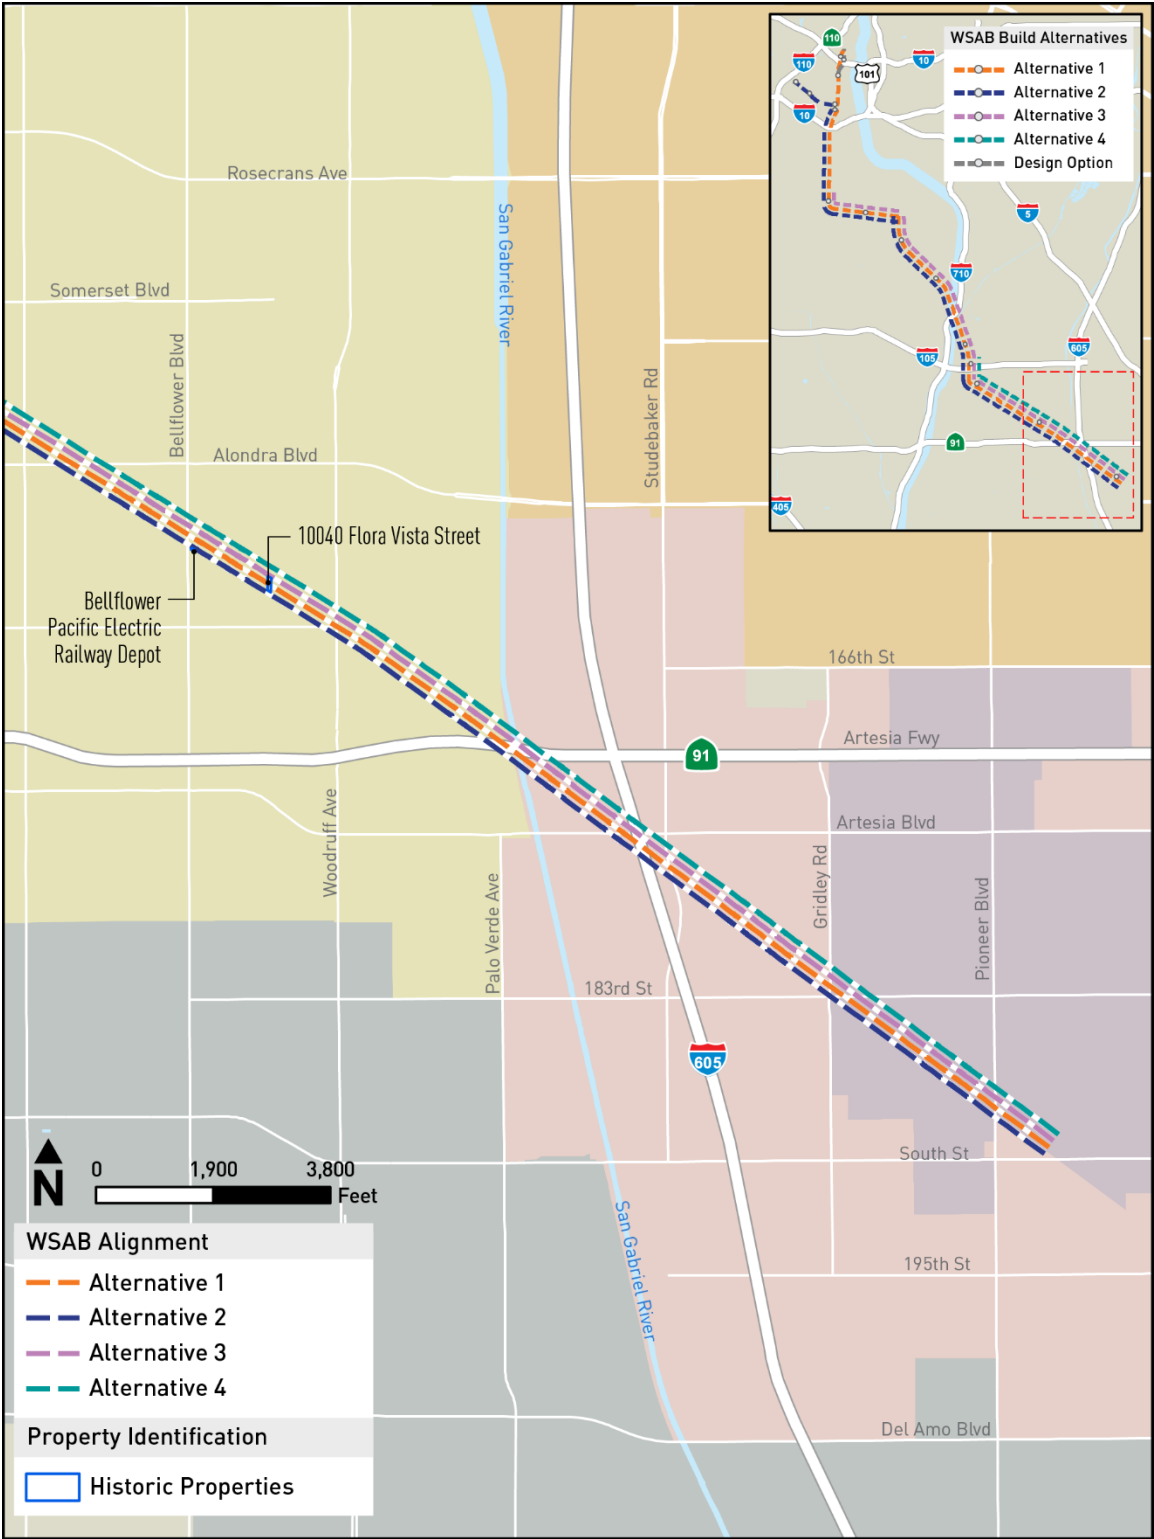 WSAB Build Alternatives
Alternative 1
Alternative 2
Alternative 3
Alternative 4
Design Option
110
110
101
10
10
5
710
105
605
91
405
Rosecrans Ave
San Gabriel River
Somerset Blvd
Bellflower Blvd
Studebaker Rd
Alondra Blvd
10040 Flora Vista Street
Bellflower
Pacific Electric
Railway Depot
166th St
Artesia Fwy
91
Woodruff Ave
Artesia Blvd
Gridley Rd
Palo Verde Ave
Pioneer Blvd
183rd St
605
South St
N
0 1,900 3,800
Feet
San Gabriel River
195th St
Del Amo Blvd
WSAB Alignment
Alternative 1
Alternative 2
Alternative 3
Alternative 4
Property Identification
Historic Properties